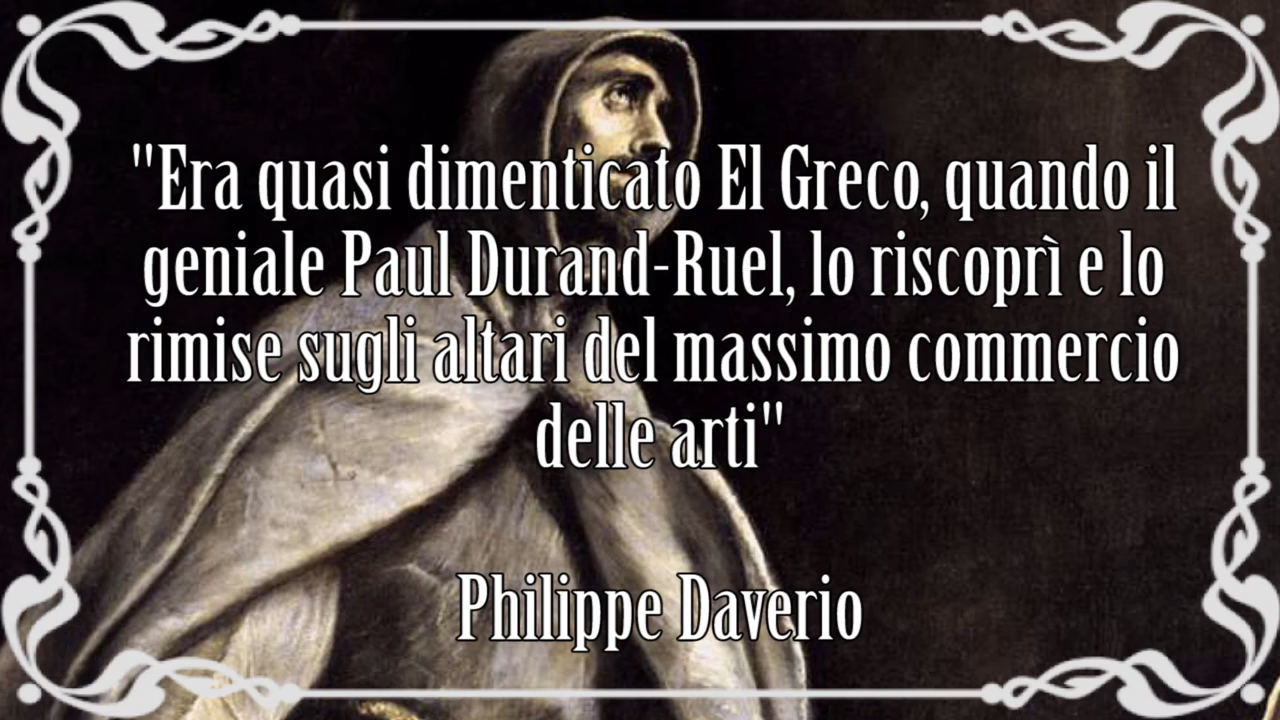 "Era quasi dimenticato El Greco, quando il
geniale Paul Durand-Ruel, lo riscoprì e lo
rimise sugli altari del massimo commercio
delle arti"
Philippe Daverio